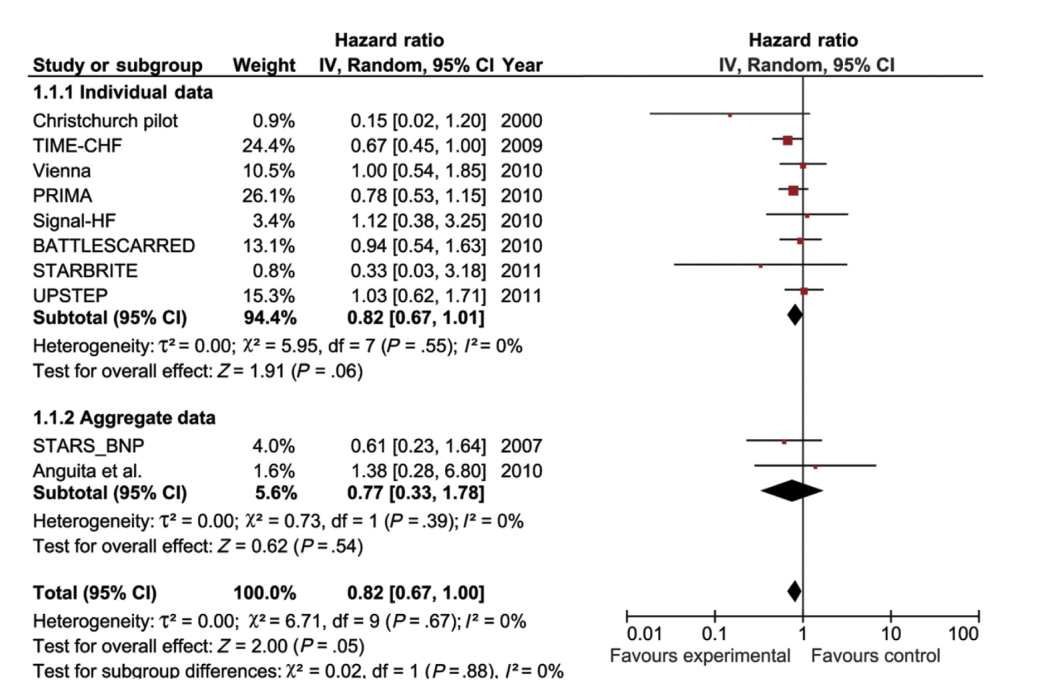 Hazard ratio Hazard ratio
Study or subgroup Weight IV, Random, 95% CI Year IV, Random, 95% CI
1.1.1 Individual data
Christchurch pilot 0.9% 0.15 [0.02, 1.20] 2000
TIME-CHF 24.4% 0.67 [0.45, 1.00] 2009
Vienna 10.5% 1.00 [0.54, 1.85] 2010
PRIMA 26.1% 0.78 [0.53, 1.15] 2010
Signal-HF 3.4% 1.12 [0.38, 3.25] 2010
BATTLESCARRED 13.1% 0.94 [0.54, 1.63] 2010
STARBRITE 0.8% 0.33 [0.03, 3.18] 2011
UPSTEP 15.3% 1.03 [0.62, 1.71] 2011
Subtotal (95% CI) 94.4% 0.82 [0.67, 1.01]
Heterogeneity: τ² = 0.00; χ² = 5.95, df = 7 (P = .55); I² = 0%
Test for overall effect: Z = 1.91 (P = .06)
1.1.2 Aggregate data
STARS_BNP 4.0% 0.61 [0.23, 1.64] 2007
Anguita et al. 1.6% 1.38 [0.28, 6.80] 2010
Subtotal (95% CI) 5.6% 0.77 [0.33, 1.78]
Heterogeneity: τ² = 0.00; χ² = 0.73, df = 1 (P = .39); I² = 0%
Test for overall effect: Z = 0.62 (P = .54)
Total (95% CI) 100.0% 0.82 [0.67, 1.00]
Heterogeneity: τ² = 0.00; χ² = 6.71, df = 9 (P = .67); I² = 0%
Test for overall effect: Z = 2.00 (P = .05)
Test for subgroup differences: χ² = 0.02, df = 1 (P = .88), I² = 0%
0.01 0.1 1 10 100
Favours experimental Favours control